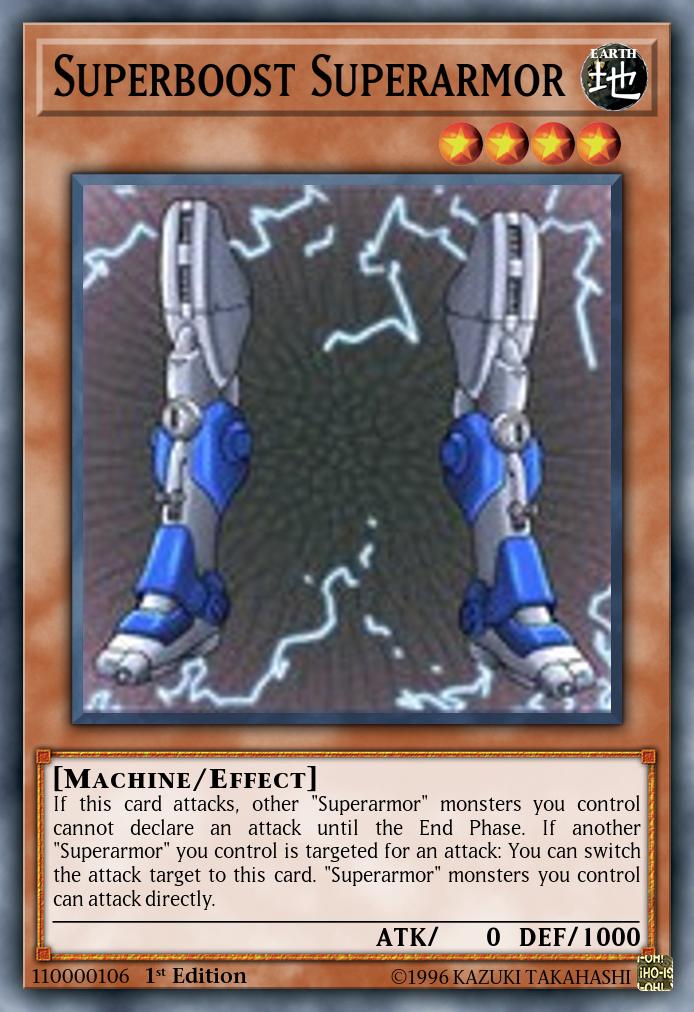 Superboost Superarmor
EARTH
地
[Machine/Effect]
If this card attacks, other "Superarmor" monsters you control
cannot declare an attack until the End Phase. If another
"Superarmor" you control is targeted for an attack: You can switch
the attack target to this card. "Superarmor" monsters you control
can attack directly.
ATK/ 0 DEF/1000
110000106 1st Edition ©1996 KAZUKI TAKAHASHI